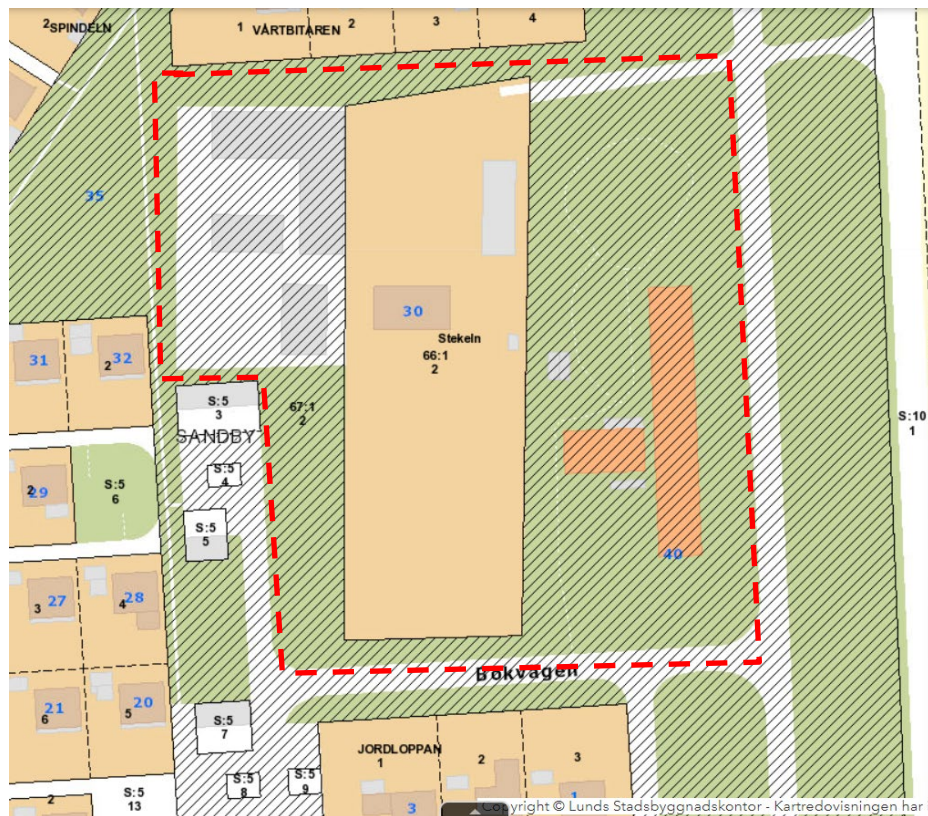 2 SPINDELN
1 VÅRTBITAREN 2 3 4
35
30
Stekeln
66:1
2
31
2 32
S:5
3
67:1
2
SANDBY
S:10
1
S:5
4
2 29
S:5
6
S:5
5
40
3 27
4 28
Bokvägen
21
6
20
5
S:5
7
JORDLOPPAN
1 2 3
S:5
8
S:5
9
S:5
13
2
3
1
Copyright © Lunds Stadsbyggnadskontor - Kartredovisningen har